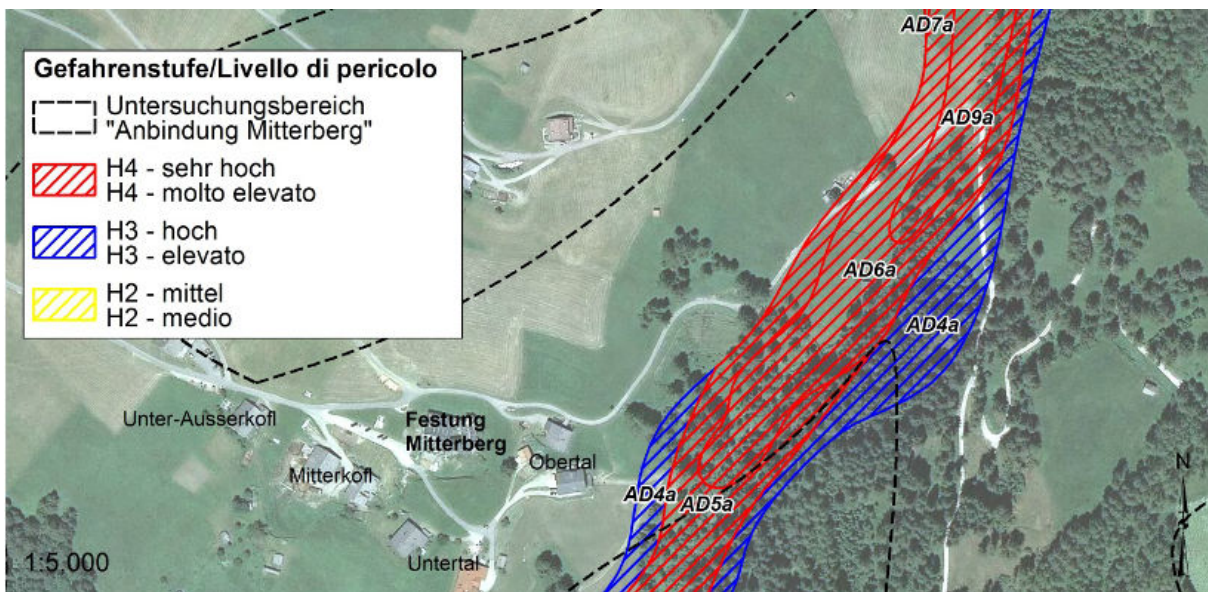 Gefahrenstufe/Livello di pericolo
Untersuchungsbereich
"Anbindung Mitterberg"
H4 - sehr hoch
H4 - molto elevato
H3 - hoch
H3 - elevato
H2 - mittel
H2 - medio
AD7a
AD9a
AD6a
AD4a
Unter-Ausserkofl
Festung
Mitterberg
Mitterkofl
Obertal
AD4a
AD5a
Untertal
N
1:5.000